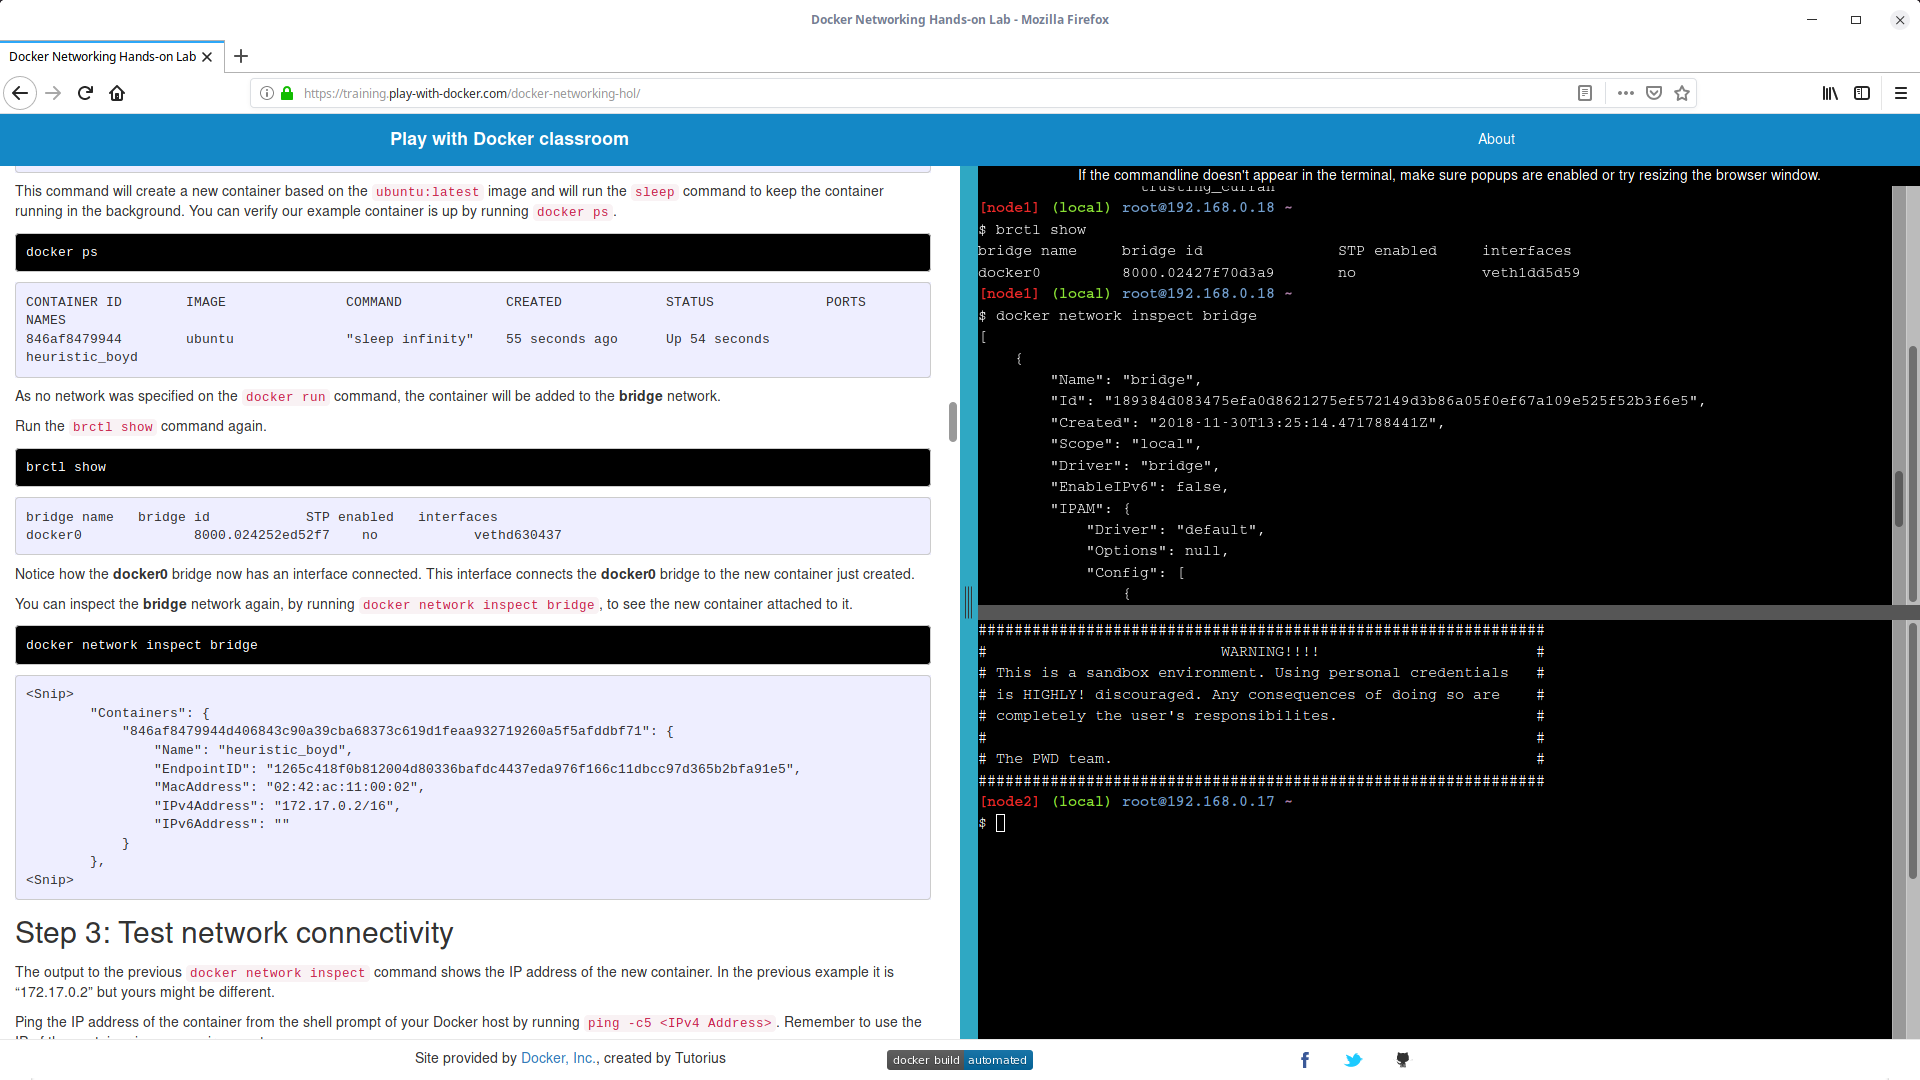 Docker Networking Hands-on Lab - Mozilla Firefox
Docker Networking Hands-on Lab
https://training.play-with-docker.com/docker-networking-hol/
Play with Docker classroom
About
This command will create a new container based on the ubuntu:latest image and will run the sleep command to keep the container
running in the background. You can verify our example container is up by running docker ps.
docker ps
CONTAINER ID        IMAGE               COMMAND             CREATED             STATUS              PORTS
NAMES
846af8479944        ubuntu              "sleep infinity"    55 seconds ago      Up 54 seconds
heuristic_boyd
As no network was specified on the docker run command, the container will be added to the bridge network.
Run the brctl show command again.
brctl show
bridge name   bridge id            STP enabled   interfaces
docker0              8000.024252ed52f7    no            vethd630437
Notice how the docker0 bridge now has an interface connected. This interface connects the docker0 bridge to the new container just created.
You can inspect the bridge network again, by running docker network inspect bridge, to see the new container attached to it.
docker network inspect bridge
<Snip>
        "Containers": {
            "846af8479944d406843c90a39cba68373c619d1feaa932719260a5f5afddbf71": {
                "Name": "heuristic_boyd",
                "EndpointID": "1265c418f0b812004d80336bafdc4437eda976f166c11dbcc97d365b2bfa91e5",
                "MacAddress": "02:42:ac:11:00:02",
                "IPv4Address": "172.17.0.2/16",
                "IPv6Address": ""
            }
        },
<Snip>
Step 3: Test network connectivity
The output to the previous docker network inspect command shows the IP address of the new container. In the previous example it is
“172.17.0.2” but yours might be different.
Ping the IP address of the container from the shell prompt of your Docker host by running ping -c5 <IPv4 Address>. Remember to use the
If the commandline doesn't appear in the terminal, make sure popups are enabled or try resizing the browser window.
trusting_curran
[node1] (local) root@192.168.0.18 ~
$ brctl show
bridge name     bridge id               STP enabled     interfaces
docker0         8000.02427f70d3a9       no              veth1dd5d59
[node1] (local) root@192.168.0.18 ~
$ docker network inspect bridge
[
    {
        "Name": "bridge",
        "Id": "189384d083475efa0d8621275ef572149d3b86a05f0ef67a109e525f52b3f6e5",
        "Created": "2018-11-30T13:25:14.471788441Z",
        "Scope": "local",
        "Driver": "bridge",
        "EnableIPv6": false,
        "IPAM": {
            "Driver": "default",
            "Options": null,
            "Config": [
                {
###############################################################
#                          WARNING!!!!                        #
# This is a sandbox environment. Using personal credentials   #
# is HIGHLY! discouraged. Any consequences of doing so are    #
# completely the user's responsibilites.                      #
#                                                             #
# The PWD team.                                               #
###############################################################
[node2] (local) root@192.168.0.17 ~
$
Site provided by Docker, Inc., created by Tutorius
docker build automated